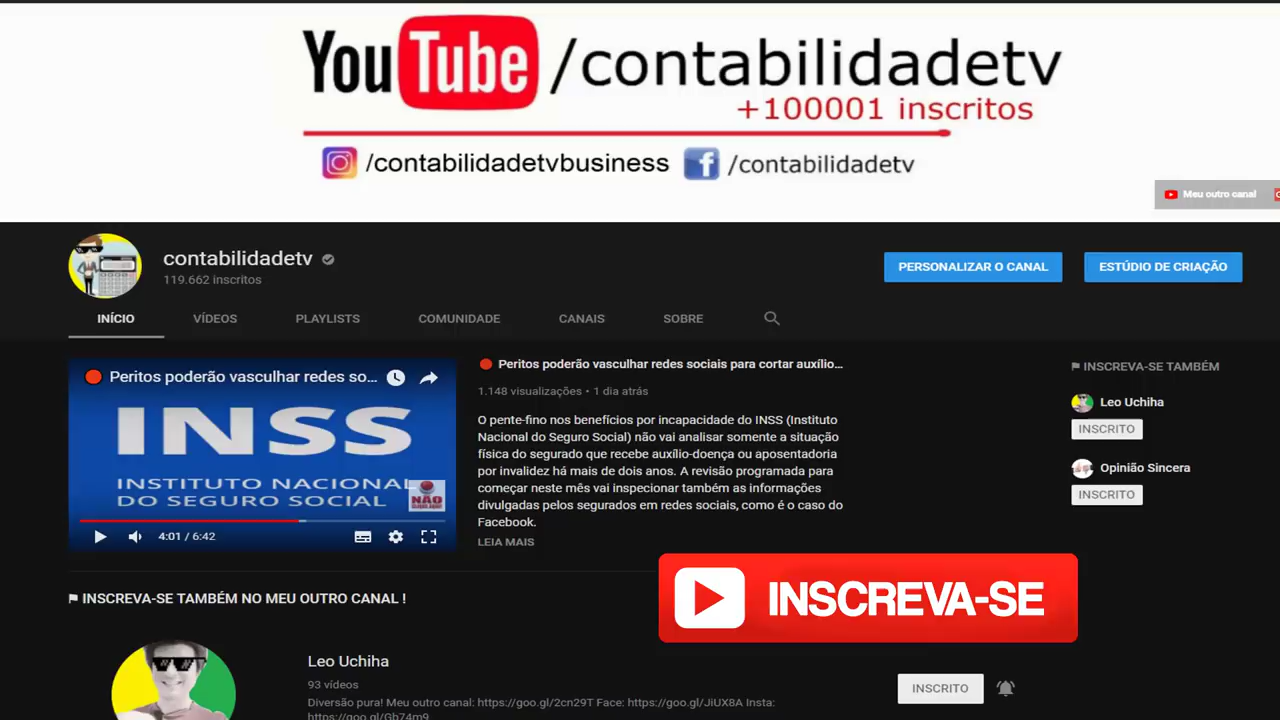 YouTube /contabilidadetv
+100001 inscritos
/contabilidadetvbusiness /contabilidadetv
Meu outro canal
contabilidadetv
119.662 inscritos
PERSONALIZAR O CANAL
ESTÚDIO DE CRIAÇÃO
INÍCIO VÍDEOS PLAYLISTS COMUNIDADE CANAIS SOBRE
Peritos poderão vasculhar redes so...
INSS
INSTITUTO NACIONAL
DO SEGURO SOCIAL
NÃO
4:01 / 6:42
Peritos poderão vasculhar redes sociais para cortar auxílio...
1.148 visualizações • 1 dia atrás
O pente-fino nos benefícios por incapacidade do INSS (Instituto
Nacional do Seguro Social) não vai analisar somente a situação
física do segurado que recebe auxílio-doença ou aposentadoria
por invalidez há mais de dois anos. A revisão programada para
começar neste mês vai inspecionar também as informações
divulgadas pelos segurados em redes sociais, como é o caso do
Facebook.
LEIA MAIS
INSCREVA-SE TAMBÉM
Leo Uchiha
INSCRITO
Opinião Sincera
INSCRITO
INSCREVA-SE
INSCREVA-SE TAMBÉM NO MEU OUTRO CANAL !
Leo Uchiha
93 vídeos
Diversão pura! Meu outro canal: https://goo.gl/2cn29T Face: https://goo.gl/JiUX8A Insta:
https://goo.gl/Gb74m9
INSCRITO